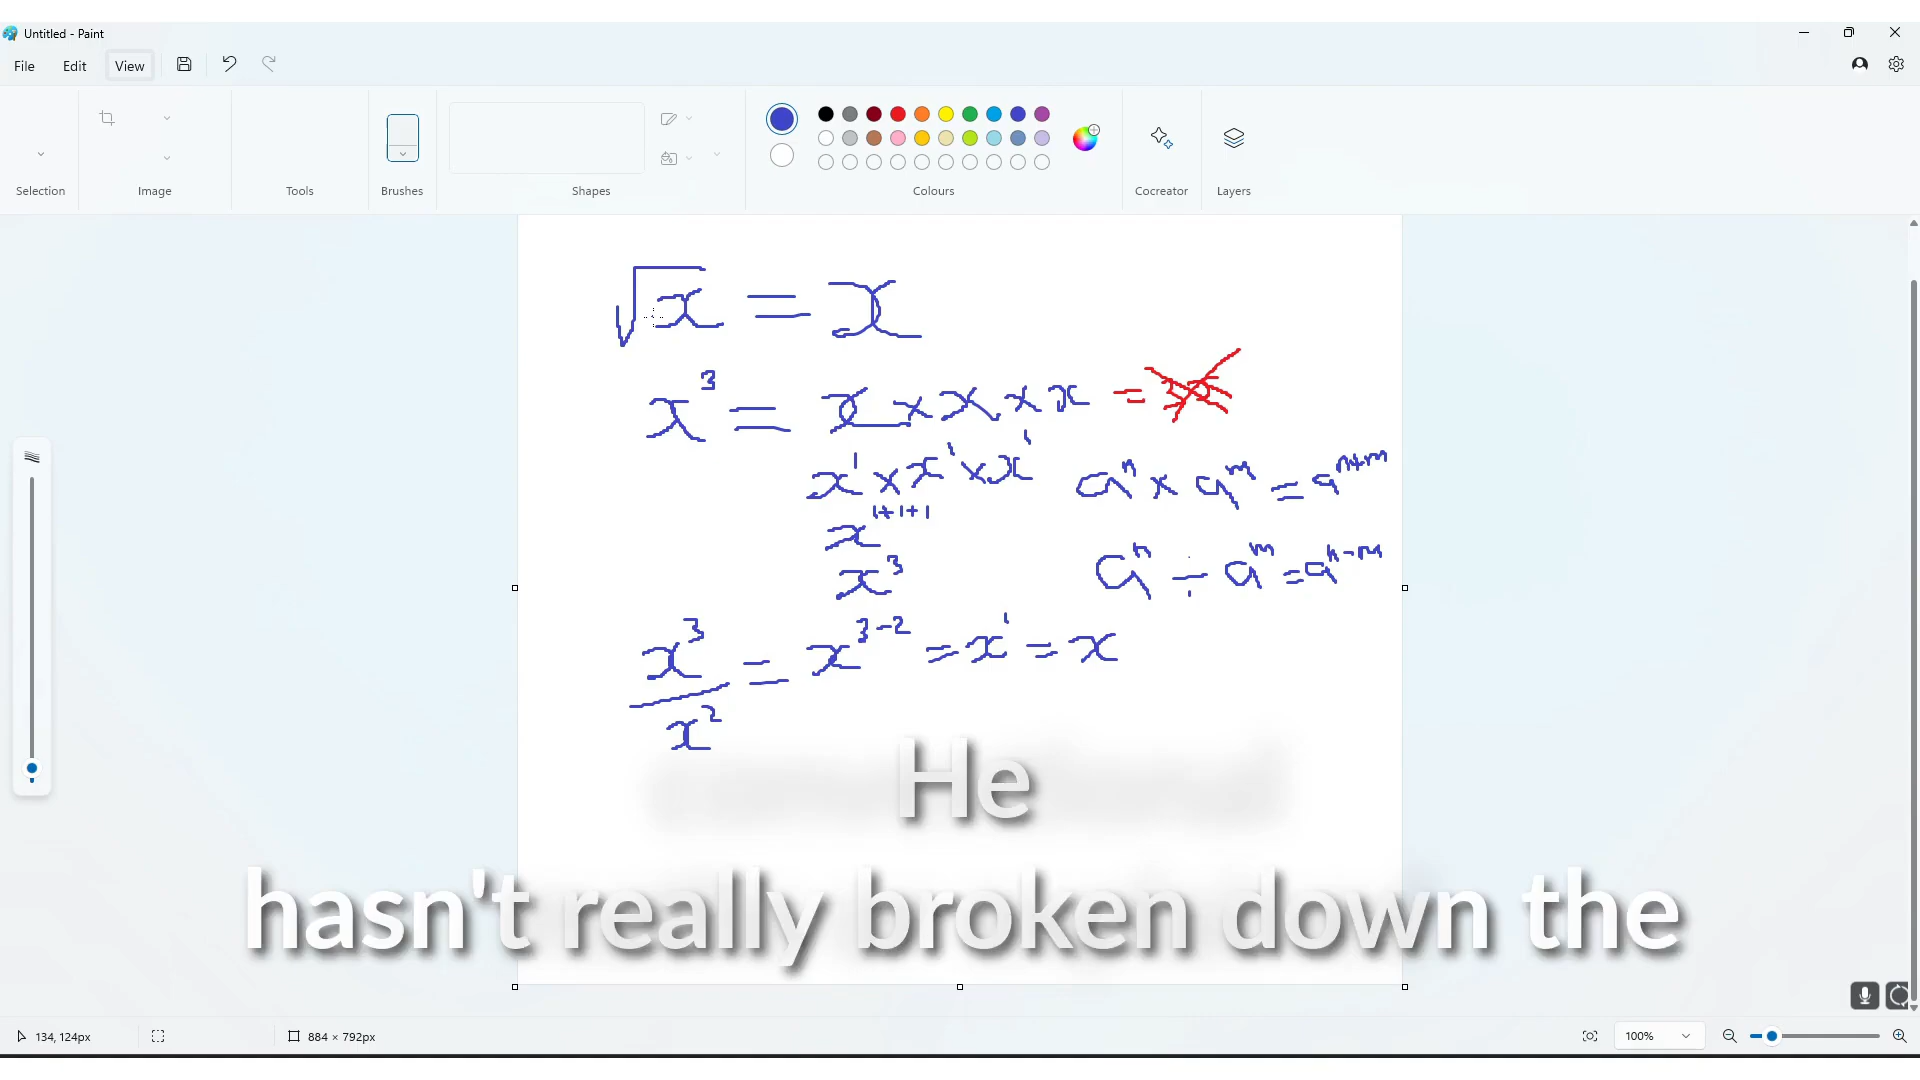 Untitled - Paint
File Edit View
Selection Image Tools Brushes Shapes Colours Cocreator Layers
√x = x
x³ = x × x × x = x
x¹ × x¹ × x¹
aⁿ × aᵐ = aⁿ⁺ᵐ
x¹⁺¹⁺¹
x³
aⁿ ÷ aᵐ = aⁿ⁻ᵐ
x³/x² = x³⁻² = x¹ = x
He
hasn't really broken down the
134, 124px 884 × 792px 100%